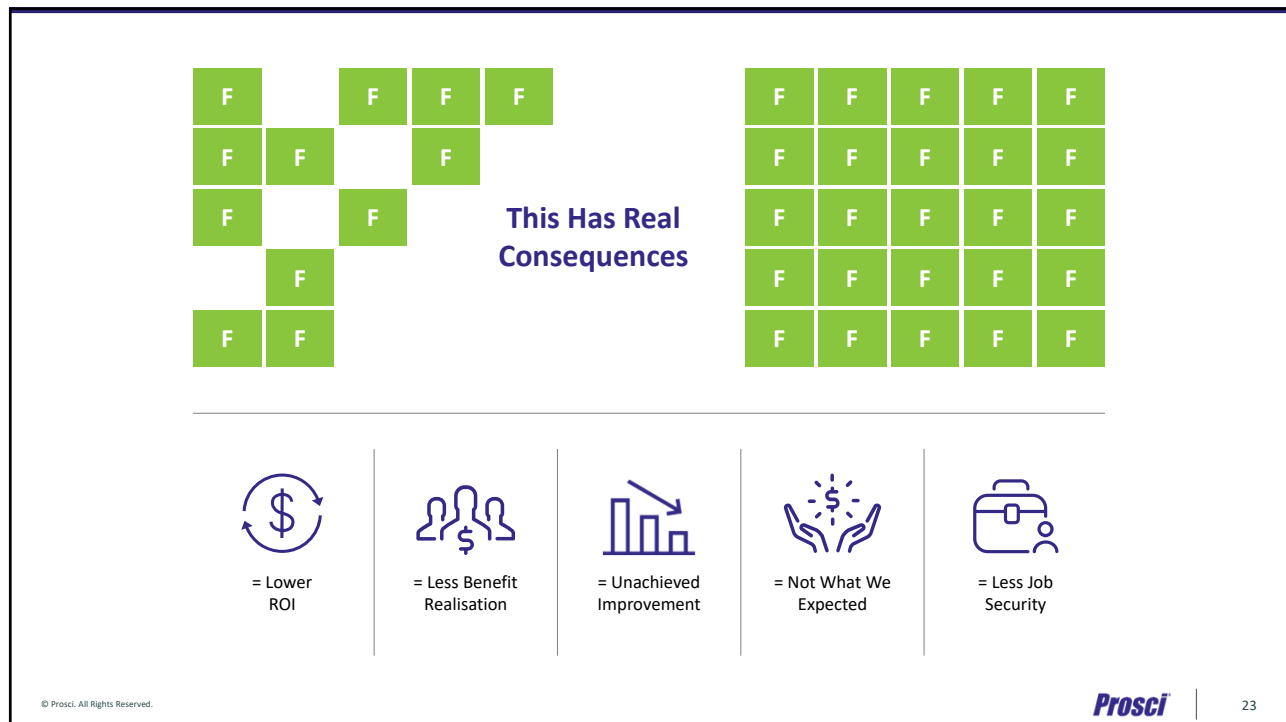 F F F F
F F F
F F
F
F F
This Has Real
Consequences
F F F F F
F F F F F
F F F F F
F F F F F
F F F F F
$
= Lower
ROI
$
= Less Benefit
Realisation
= Unachieved
Improvement
$
= Not What We
Expected
= Less Job
Security
© Prosci. All Rights Reserved.
Prosci®
23